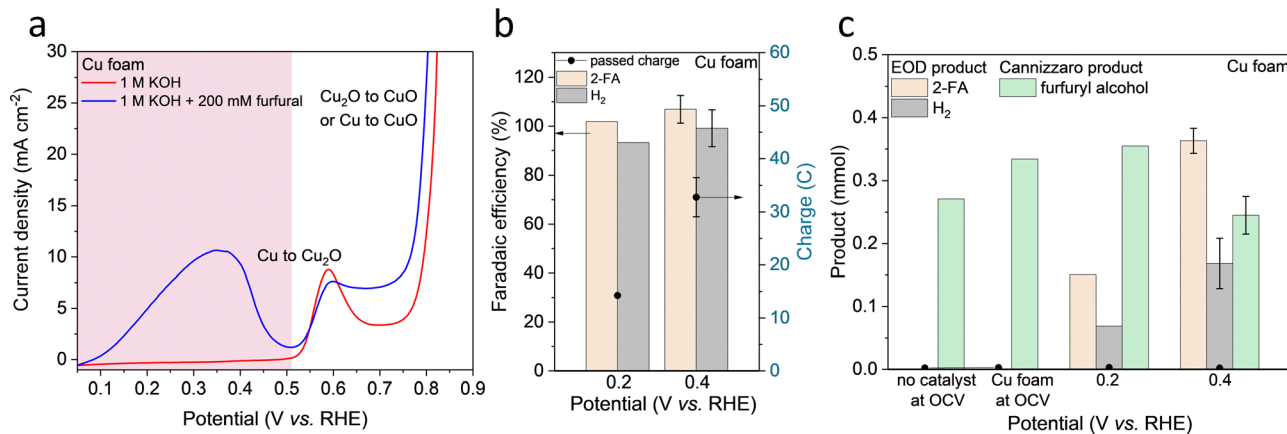 a
Cu foam
1 M KOH
1 M KOH + 200 mM furfural
Cu₂O to CuO
or Cu to CuO
Cu to Cu₂O
30
25
20
15
10
5
0
Current density (mA cm⁻²)
0.1 0.2 0.3 0.4 0.5 0.6 0.7 0.8 0.9
Potential (V vs. RHE)
b
passed charge
2-FA
H₂
Cu foam
120
100
80
60
40
20
0
Faradaic efficiency (%)
60
50
40
30
20
10
0
Charge (C)
0.2 0.4
Potential (V vs. RHE)
c
EOD product
2-FA
H₂
Cannizzaro product
furfuryl alcohol
Cu foam
0.5
0.4
0.3
0.2
0.1
0.0
Product (mmol)
no catalyst
at OCV
Cu foam
at OCV
0.2 0.4
Potential (V vs. RHE)